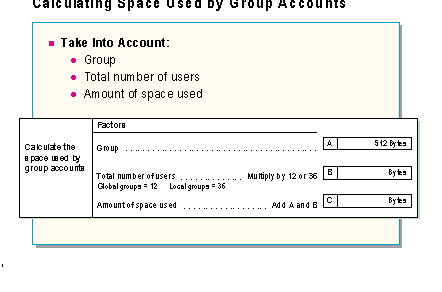 Calculating Space Used by Group Accounts
Take Into Account:
Group
Total number of users
Amount of space used
Factors
Calculate the
space used by
group accounts
Group A 512 Bytes
Total number of users Multiply by 12 or 36 B Bytes
Global groups = 12 Local groups = 36
Amount of space used Add A and B C Bytes